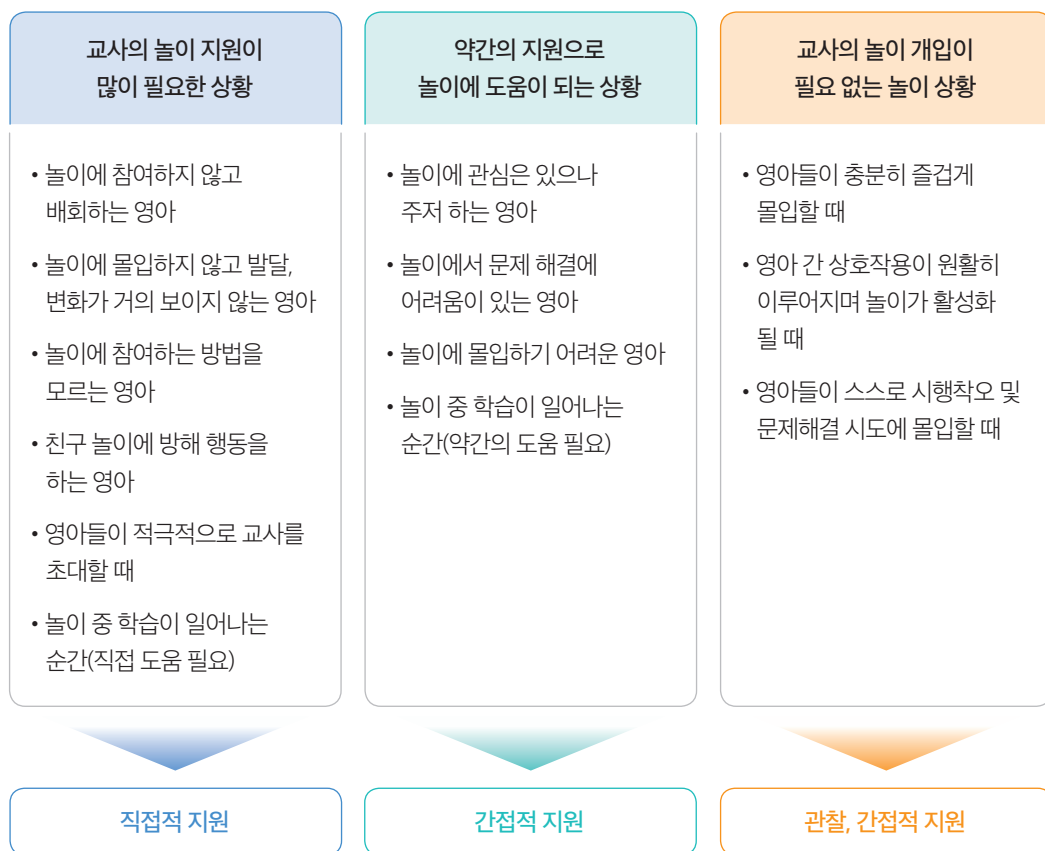 교사의 놀이 지원이
많이 필요한 상황
• 놀이에 참여하지 않고
배회하는 영아
• 놀이에 몰입하지 않고 발달,
변화가 거의 보이지 않는 영아
• 놀이에 참여하는 방법을
모르는 영아
• 친구 놀이에 방해 행동을
하는 영아
• 영아들이 적극적으로 교사를
초대할 때
• 놀이 중 학습이 일어나는
순간(직접 도움 필요)
직접적 지원
약간의 지원으로
놀이에 도움이 되는 상황
• 놀이에 관심은 있으나
주저 하는 영아
• 놀이에서 문제 해결에
어려움이 있는 영아
• 놀이에 몰입하기 어려운 영아
• 놀이 중 학습이 일어나는
순간(약간의 도움 필요)
간접적 지원
교사의 놀이 개입이
필요 없는 놀이 상황
• 영아들이 충분히 즐겁게
몰입할 때
• 영아 간 상호작용이 원활히
이루어지며 놀이가 활성화
될 때
• 영아들이 스스로 시행착오 및
문제해결 시도에 몰입할 때
관찰, 간접적 지원